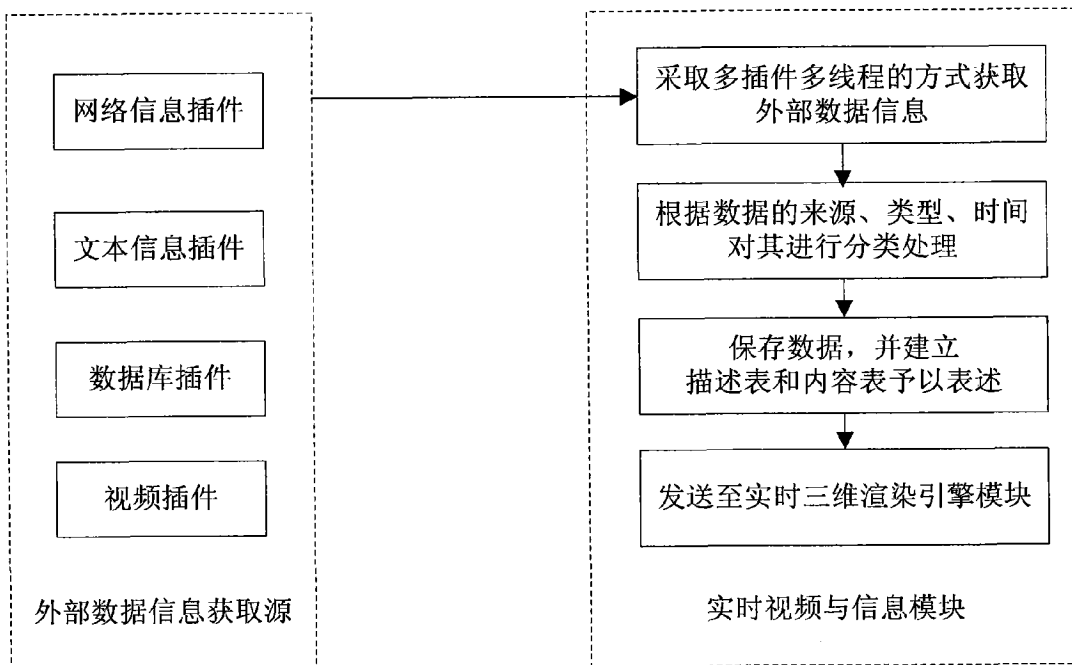 网络信息插件
文本信息插件
数据库插件
视频插件
外部数据信息获取源
采取多插件多线程的方式获取
外部数据信息
根据数据的来源、类型、时间
对其进行分类处理
保存数据，并建立
描述表和内容表予以表述
发送至实时三维渲染引擎模块
实时视频与信息模块